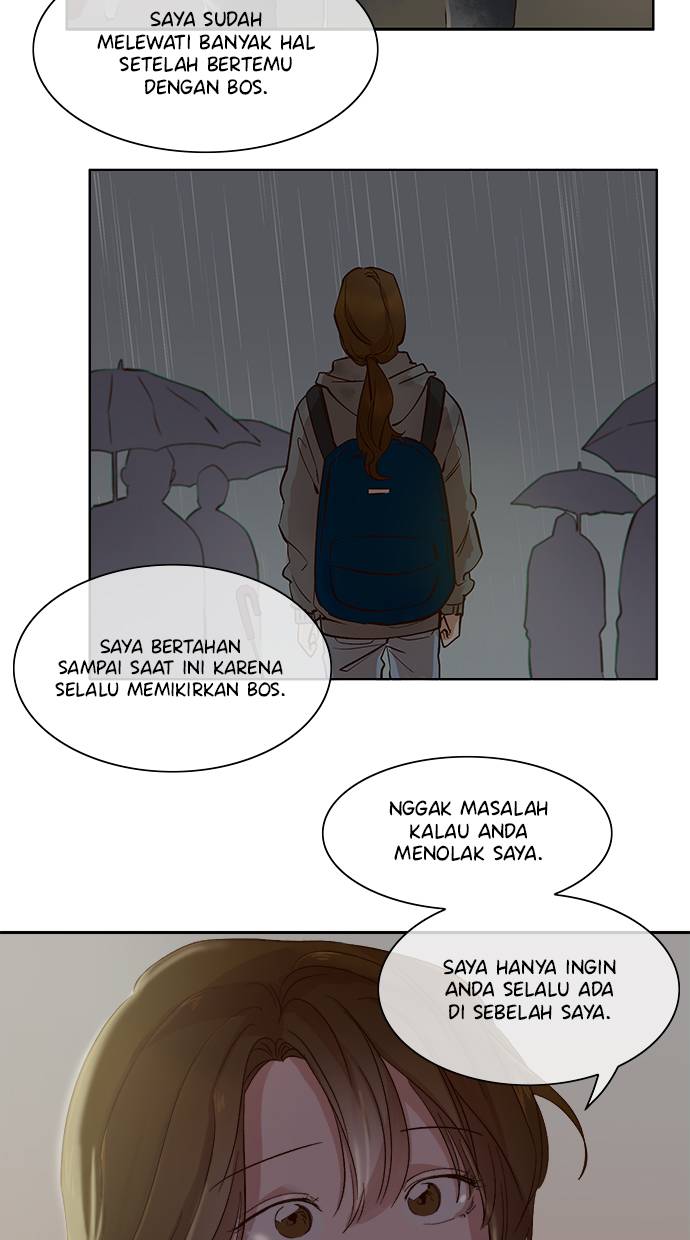 SAYA SUDAH
MELEWATI BANYAK HAL
SETELAH BERTEMU
DENGAN BOS.
SAYA BERTAHAN
SAMPAI SAAT INI KARENA
SELALU MEMIKIRKAN BOS.
NGGAK MASALAH
KALAU ANDA
MENOLAK SAYA.
SAYA HANYA INGIN
ANDA SELALU ADA
DI SEBELAH SAYA.